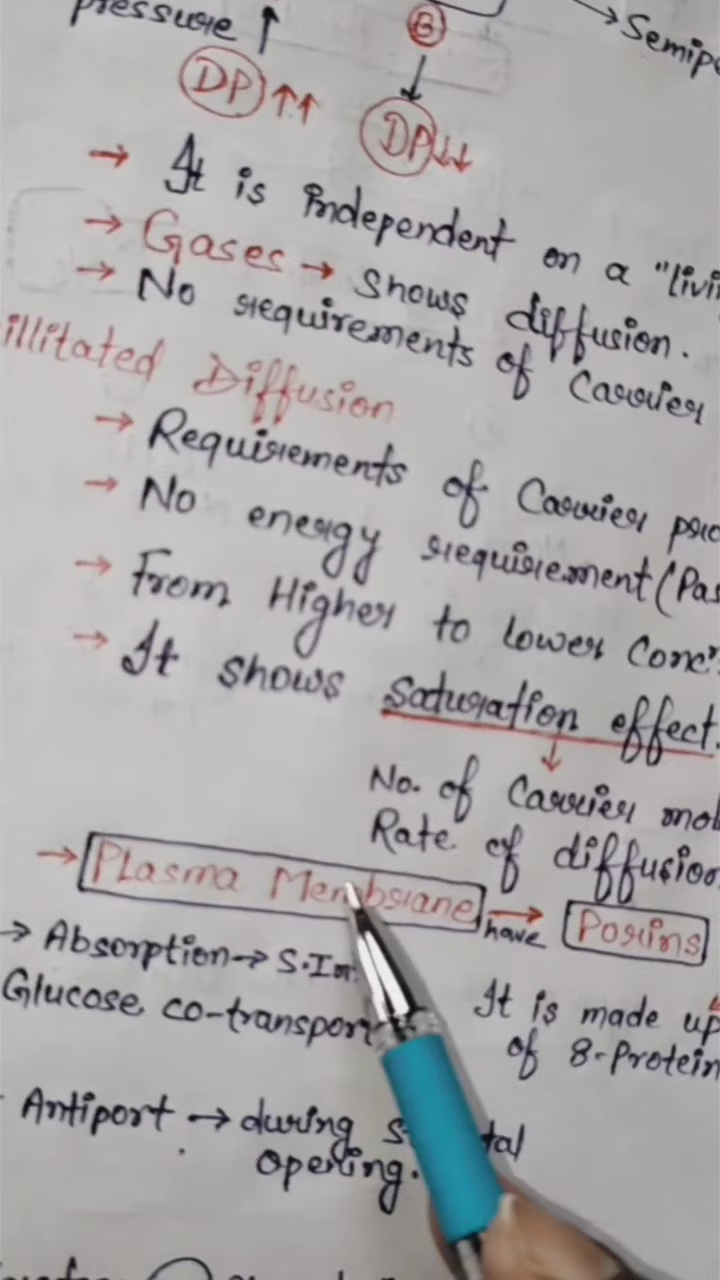 pressure ↑
B
→ Semip
DP ↑↑
DP ↓↓
→ It is independent on a "livi
→ Gases → shows diffusion.
→ No requirements of Carrier
illitated Diffusion
→ Requirements of Carrier pro
→ No energy requirement (Pas
→ From Higher to lower Conc
→ It shows saturation effect.
No. of Carrier mol
Rate of diffusion
→ Plasma Membrane → have Porins
→ Absorption → S.In
Glucose co-transport
It is made up
of 8-Protein
Antiport → during
opening.